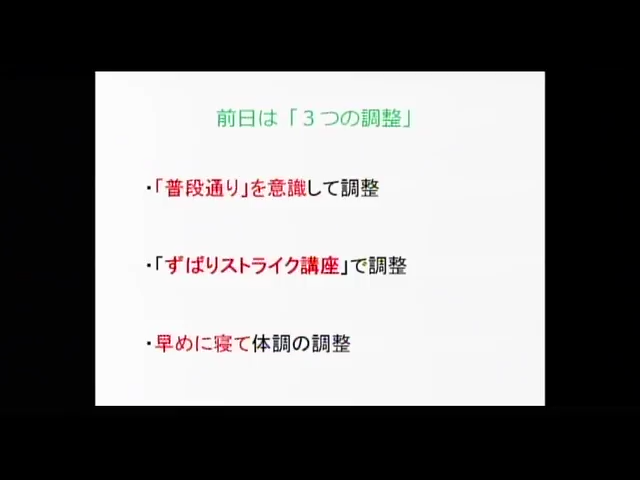 前日は「３つの調整」
・「普段通り」を意識して調整
・「ずばりストライク講座」で調整
・早めに寝て体調の調整